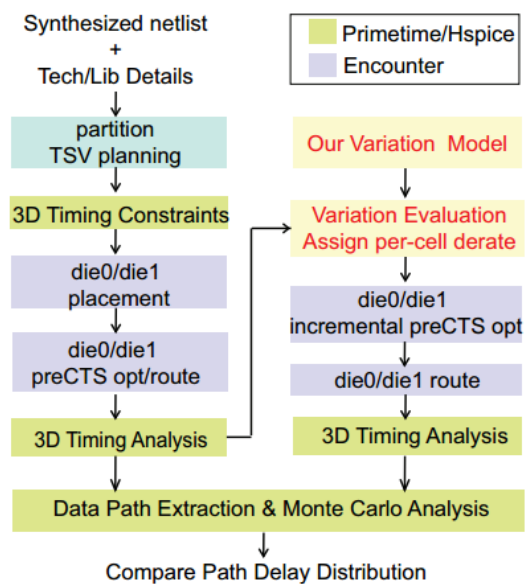 Synthesized netlist
+
Tech/Lib Details
Primetime/Hspice
Encounter
partition
TSV planning
3D Timing Constraints
die0/die1
placement
die0/die1
preCTS opt/route
3D Timing Analysis
Our Variation Model
Variation Evaluation
Assign per-cell derate
die0/die1
incremental preCTS opt
die0/die1 route
3D Timing Analysis
Data Path Extraction & Monte Carlo Analysis
Compare Path Delay Distribution